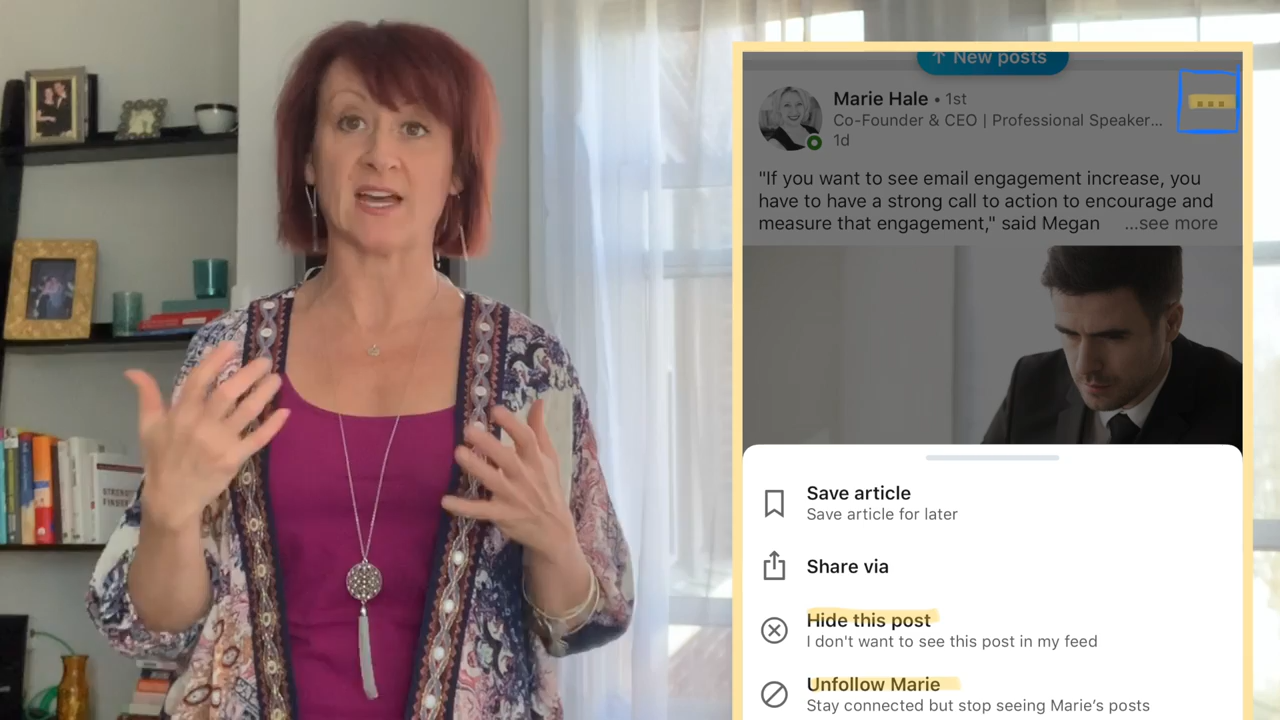 STRENGTHS
FINDER
↑ New posts
Marie Hale • 1st
Co-Founder & CEO | Professional Speaker...
1d
"If you want to see email engagement increase, you
have to have a strong call to action to encourage and
measure that engagement," said Megan ...see more
Save article
Save article for later
Share via
Hide this post
I don't want to see this post in my feed
Unfollow Marie
Stay connected but stop seeing Marie's posts